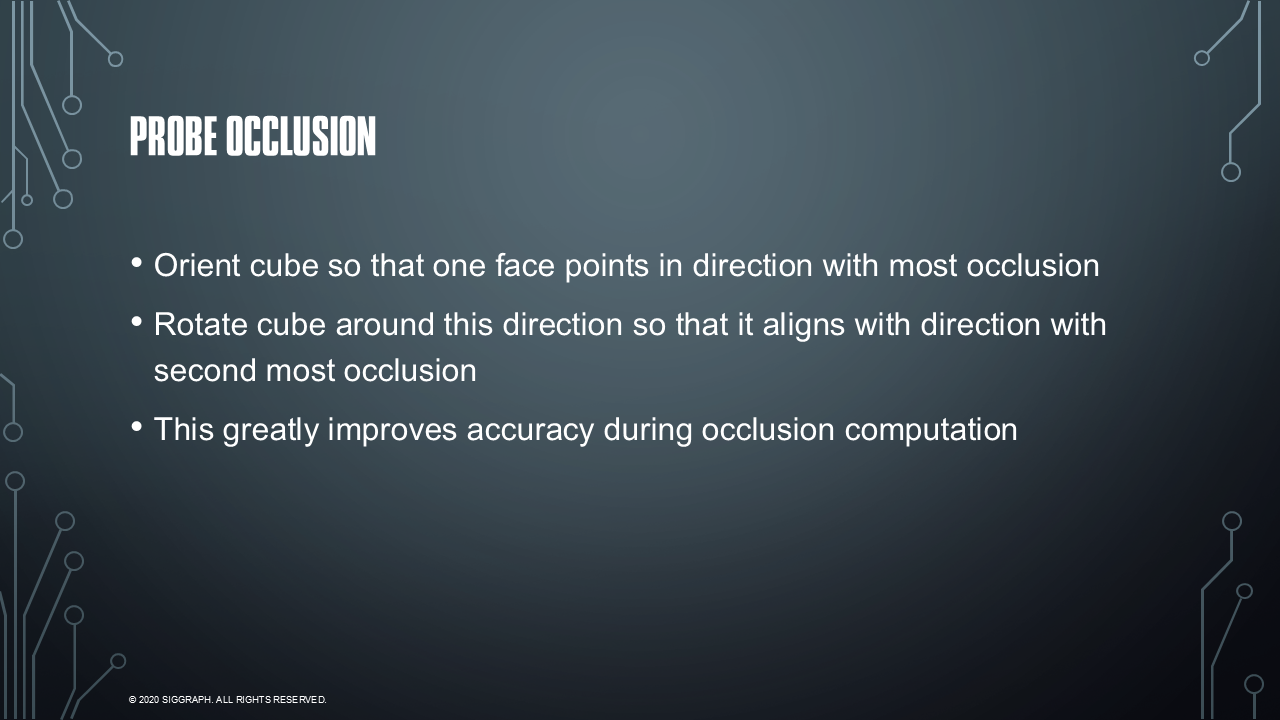 PROBE OCCLUSION
• Orient cube so that one face points in direction with most occlusion
• Rotate cube around this direction so that it aligns with direction with
second most occlusion
• This greatly improves accuracy during occlusion computation
© 2020 SIGGRAPH. ALL RIGHTS RESERVED.